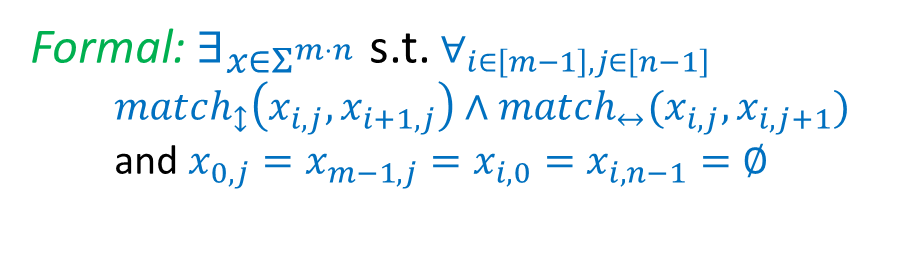 Formal: ∃_{x∈Σ^{m·n}} s.t. ∀_{i∈[m−1],j∈[n−1]}
match_↕(x_{i,j}, x_{i+1,j}) ∧ match_↔(x_{i,j}, x_{i,j+1})
and x_{0,j} = x_{m−1,j} = x_{i,0} = x_{i,n−1} = ∅